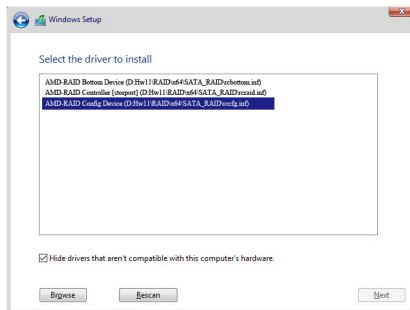 Windows Setup
Select the driver to install
AMD-RAID Bottom Device (D:Hw11\RAID\x64\SATA_RAID\rcbottom.inf)
AMD-RAID Controller [storport] (D:Hw11\RAID\x64\SATA_RAID\rcraid.inf)
AMD-RAID Config Device (D:Hw11\RAID\x64\SATA_RAID\rccfg.inf)
Hide drivers that aren't compatible with this computer's hardware.
Browse Rescan Next